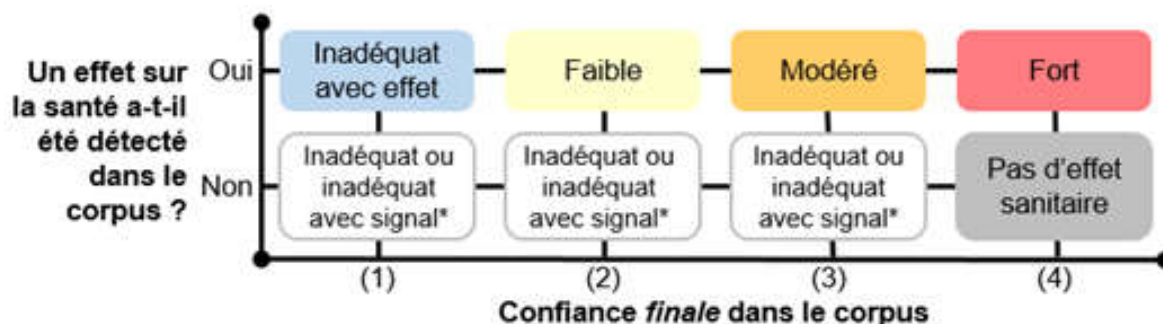 Un effet sur
la santé a-t-il
été détecté
dans le
corpus ?
Oui
Inadéquat
avec effet
Faible
Modéré
Fort
Non
Inadéquat ou
inadéquat
avec signal*
Inadéquat ou
inadéquat
avec signal*
Inadéquat ou
inadéquat
avec signal*
Pas d’effet
sanitaire
(1)
(2)
(3)
(4)
Confiance finale dans le corpus